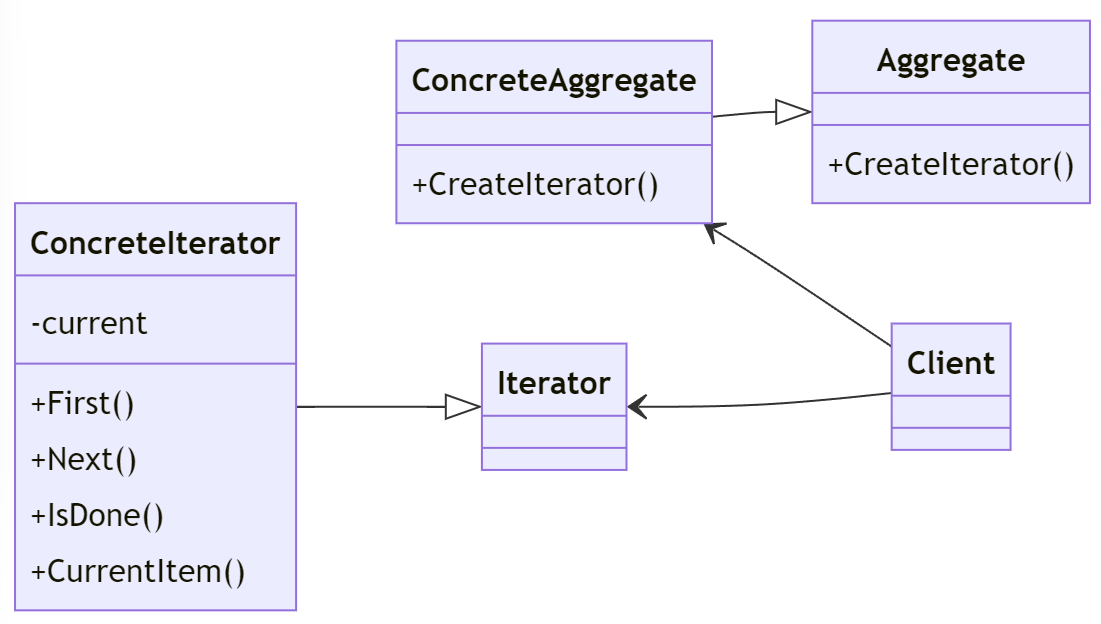 ConcreteAggregate
+CreateIterator()
Aggregate
+CreateIterator()
ConcreteIterator
-current
+First()
+Next()
+IsDone()
+CurrentItem()
Iterator
Client